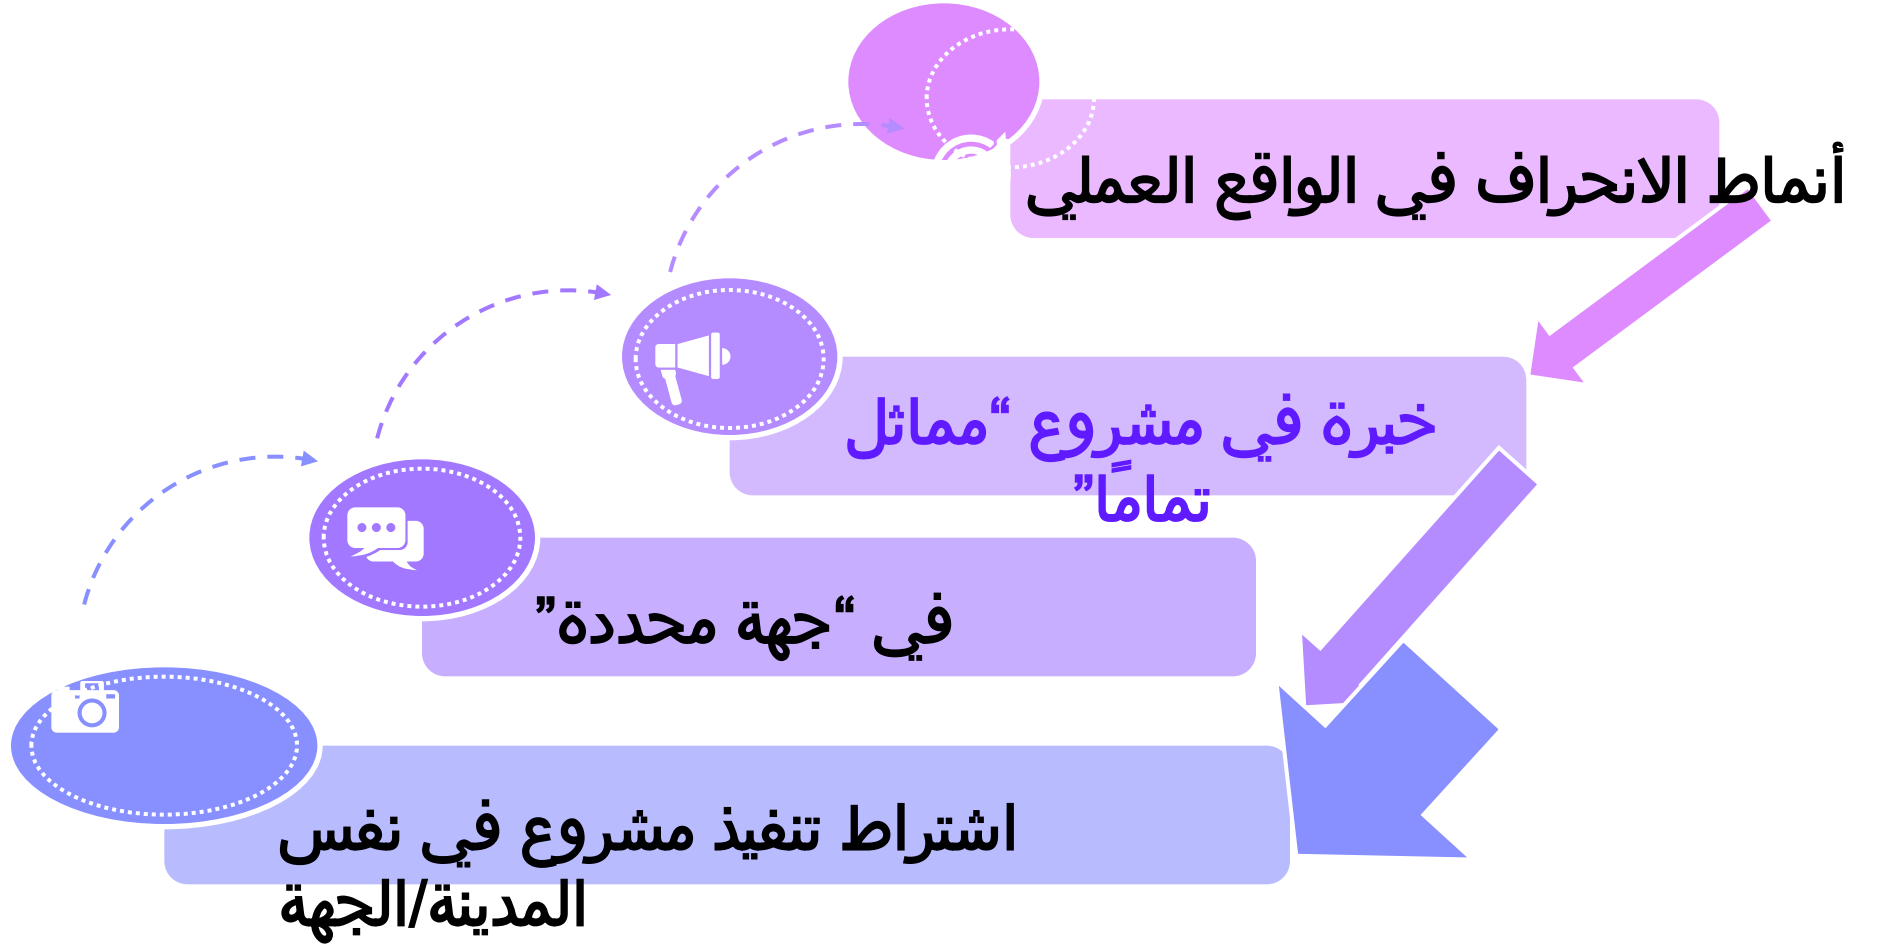 أنماط الانحراف في الواقع العملي
خبرة في مشروع “مماثل
تمامًا”
في “جهة محددة”
اشتراط تنفيذ مشروع في نفس
المدينة/الجهة